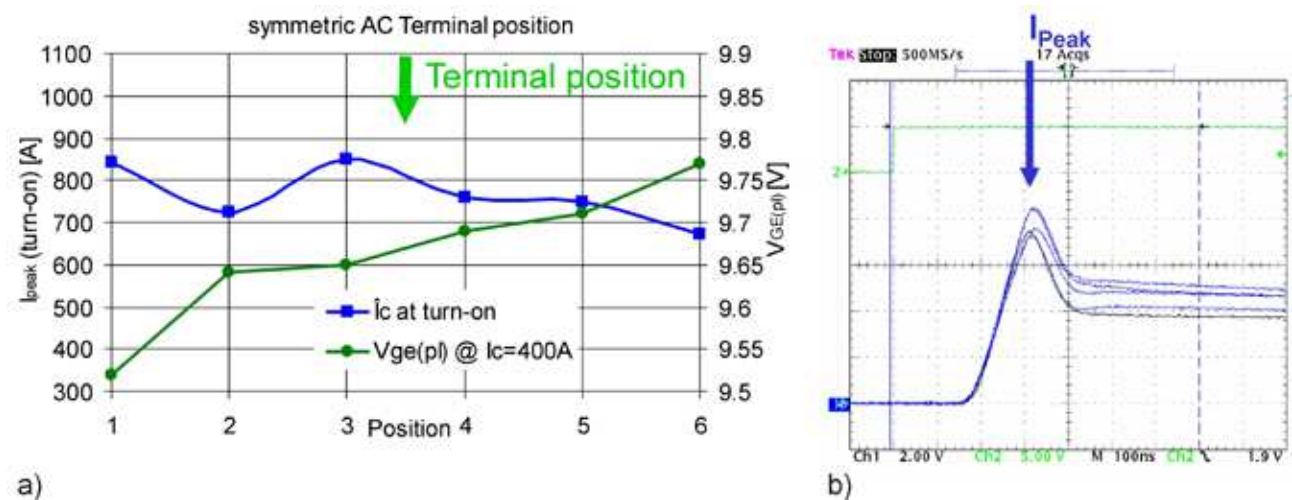 symmetric AC Terminal position
1100
1000
900
800
700
600
500
400
300
Ipeak (turn-on) [A]
9.9
9.85
9.8
9.75
9.7
9.65
9.6
9.55
9.5
VGE(pl) [V]
Terminal position
Îc at turn-on
Vge(pl) @ Ic=400A
1 2 3 Position 4 5 6
a)
IPeak
Tek Stop: 500MS/s 17 Acqs
2
Ch1 2.00 V Ch2 5.00 V M 100ns Ch2 1.9 V
b)